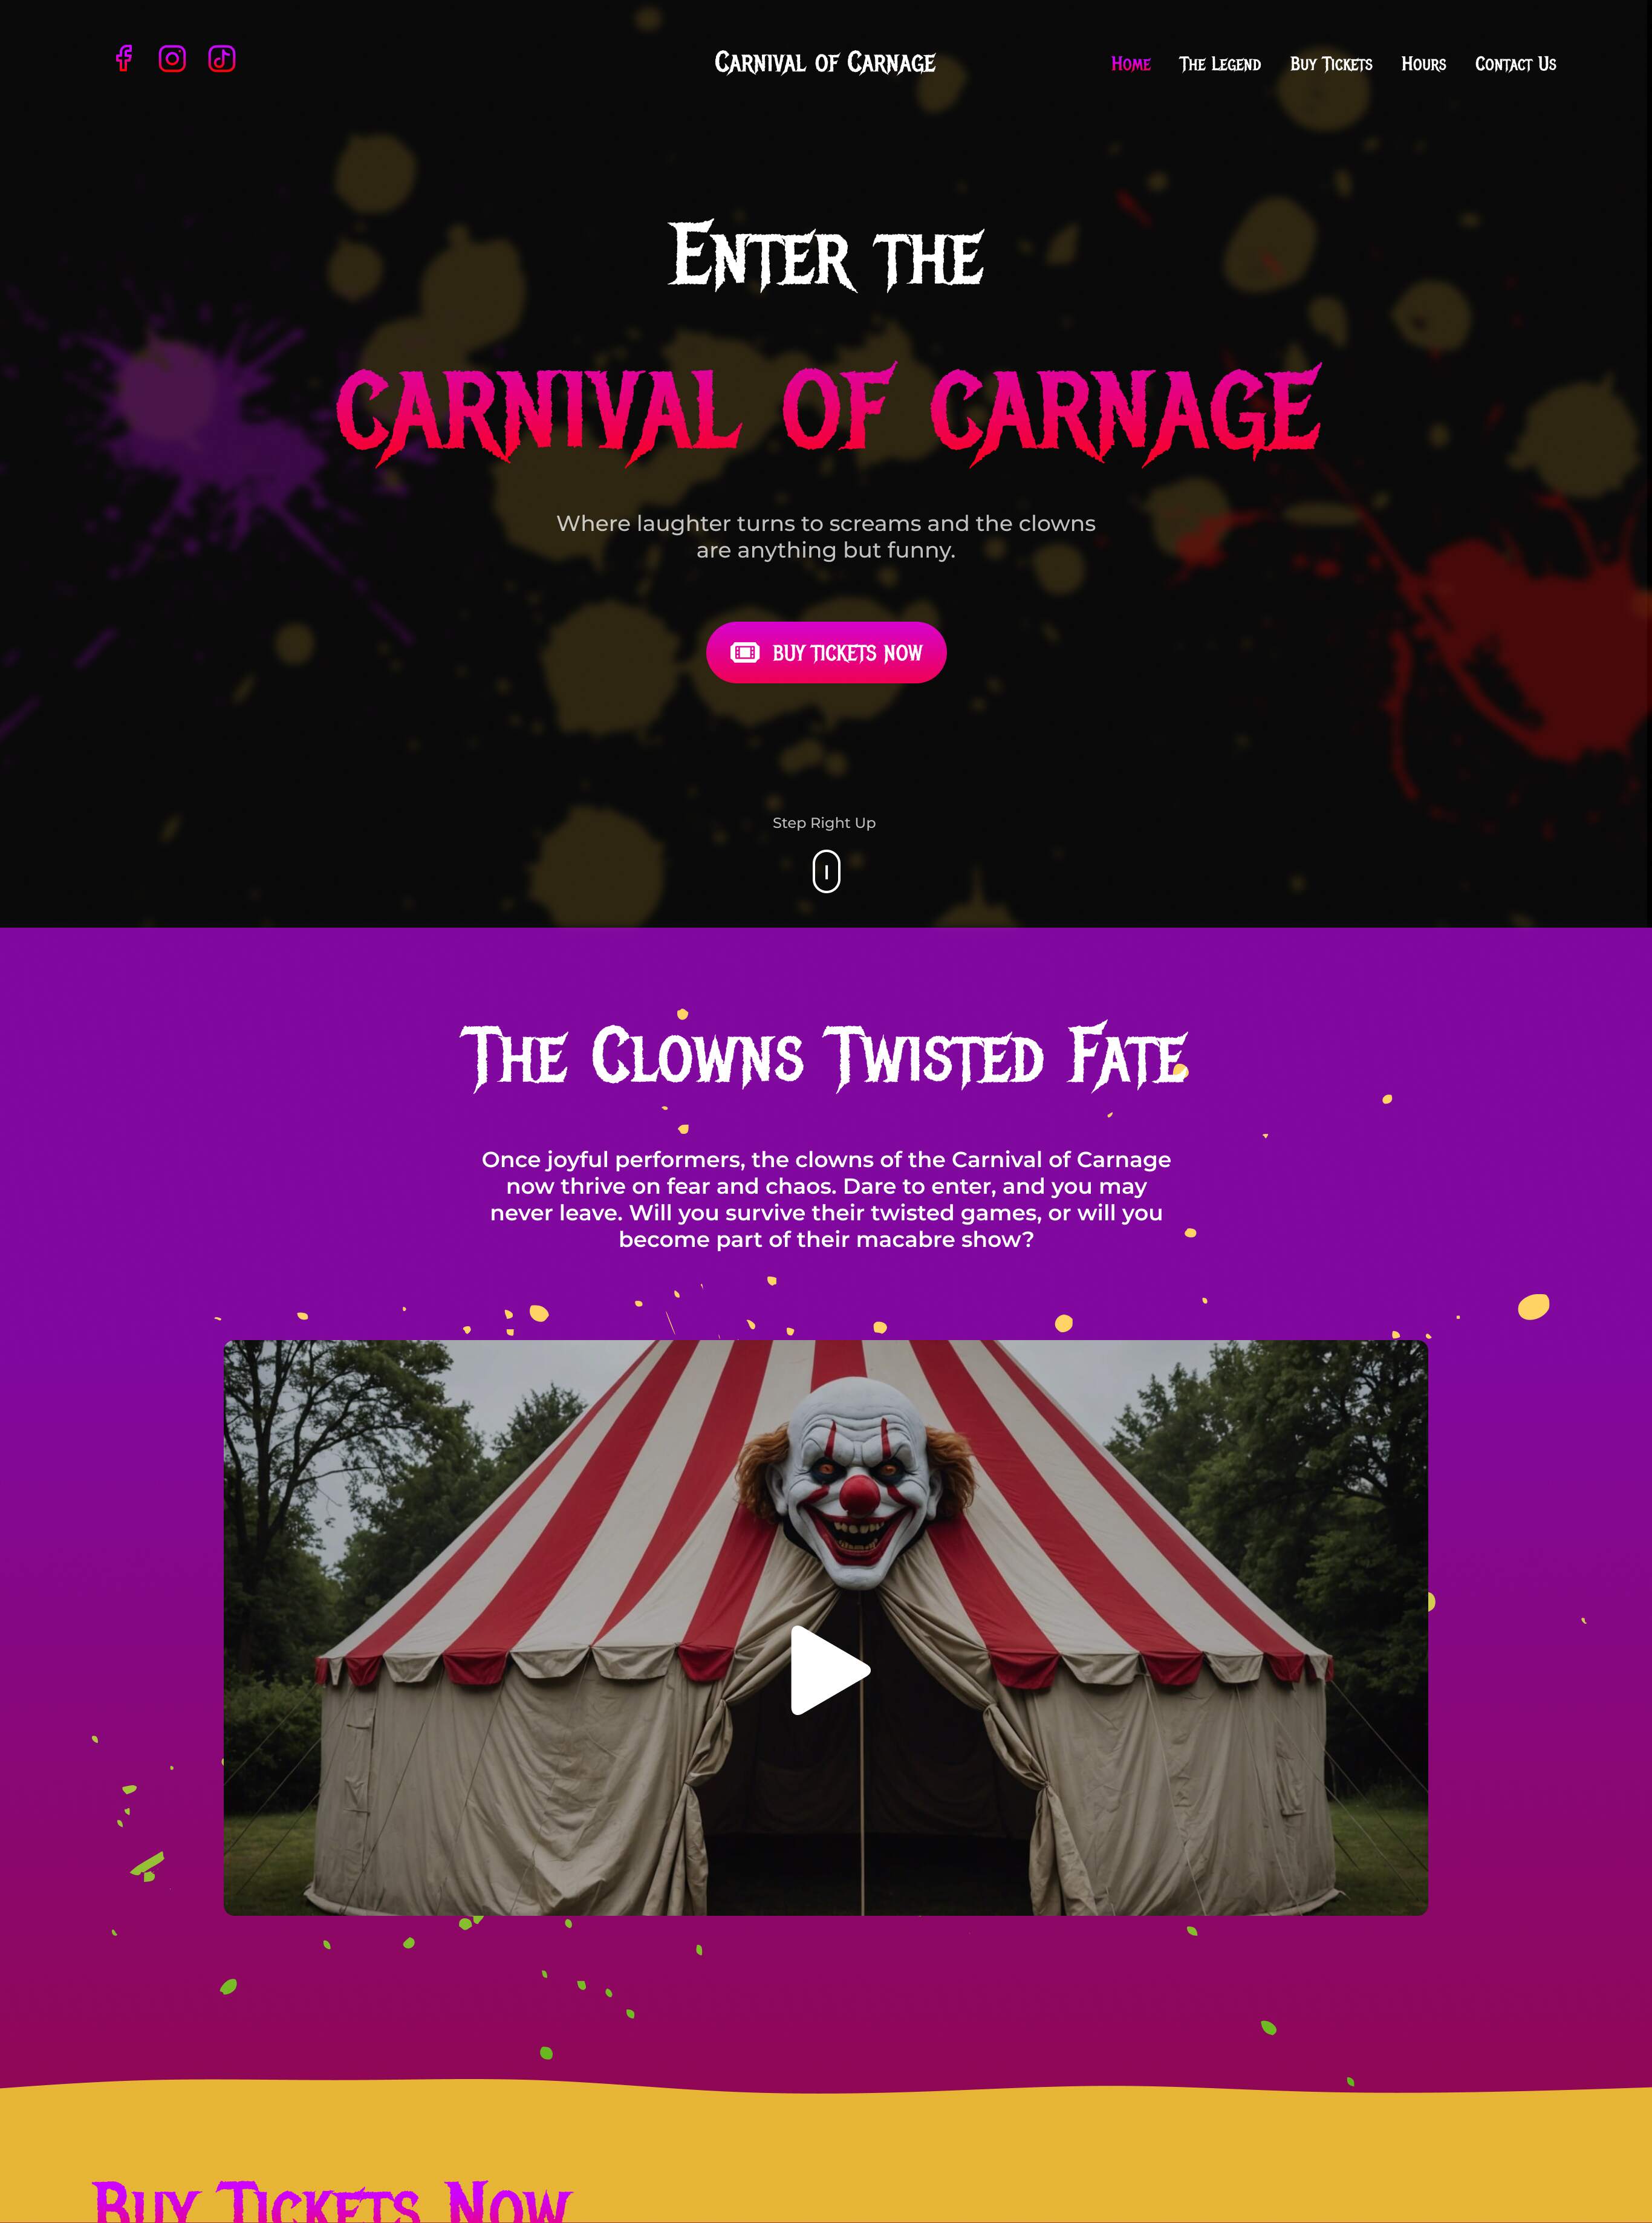 Carnival of Carnage
Home
The Legend
Buy Tickets
Hours
Contact Us
Enter the
Carnival of Carnage
Where laughter turns to screams and the clowns
are anything but funny.
Buy Tickets Now
Step Right Up
The Clowns Twisted Fate
Once joyful performers, the clowns of the Carnival of Carnage
now thrive on fear and chaos. Dare to enter, and you may
never leave. Will you survive their twisted games, or will you
become part of their macabre show?
Buy Tickets Now